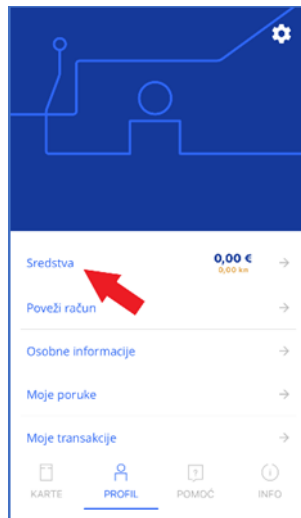 Sredstva 0,00 €
0,00 kn
Poveži račun
Osobne informacije
Moje poruke
Moje transakcije
KARTE PROFIL POMOĆ INFO